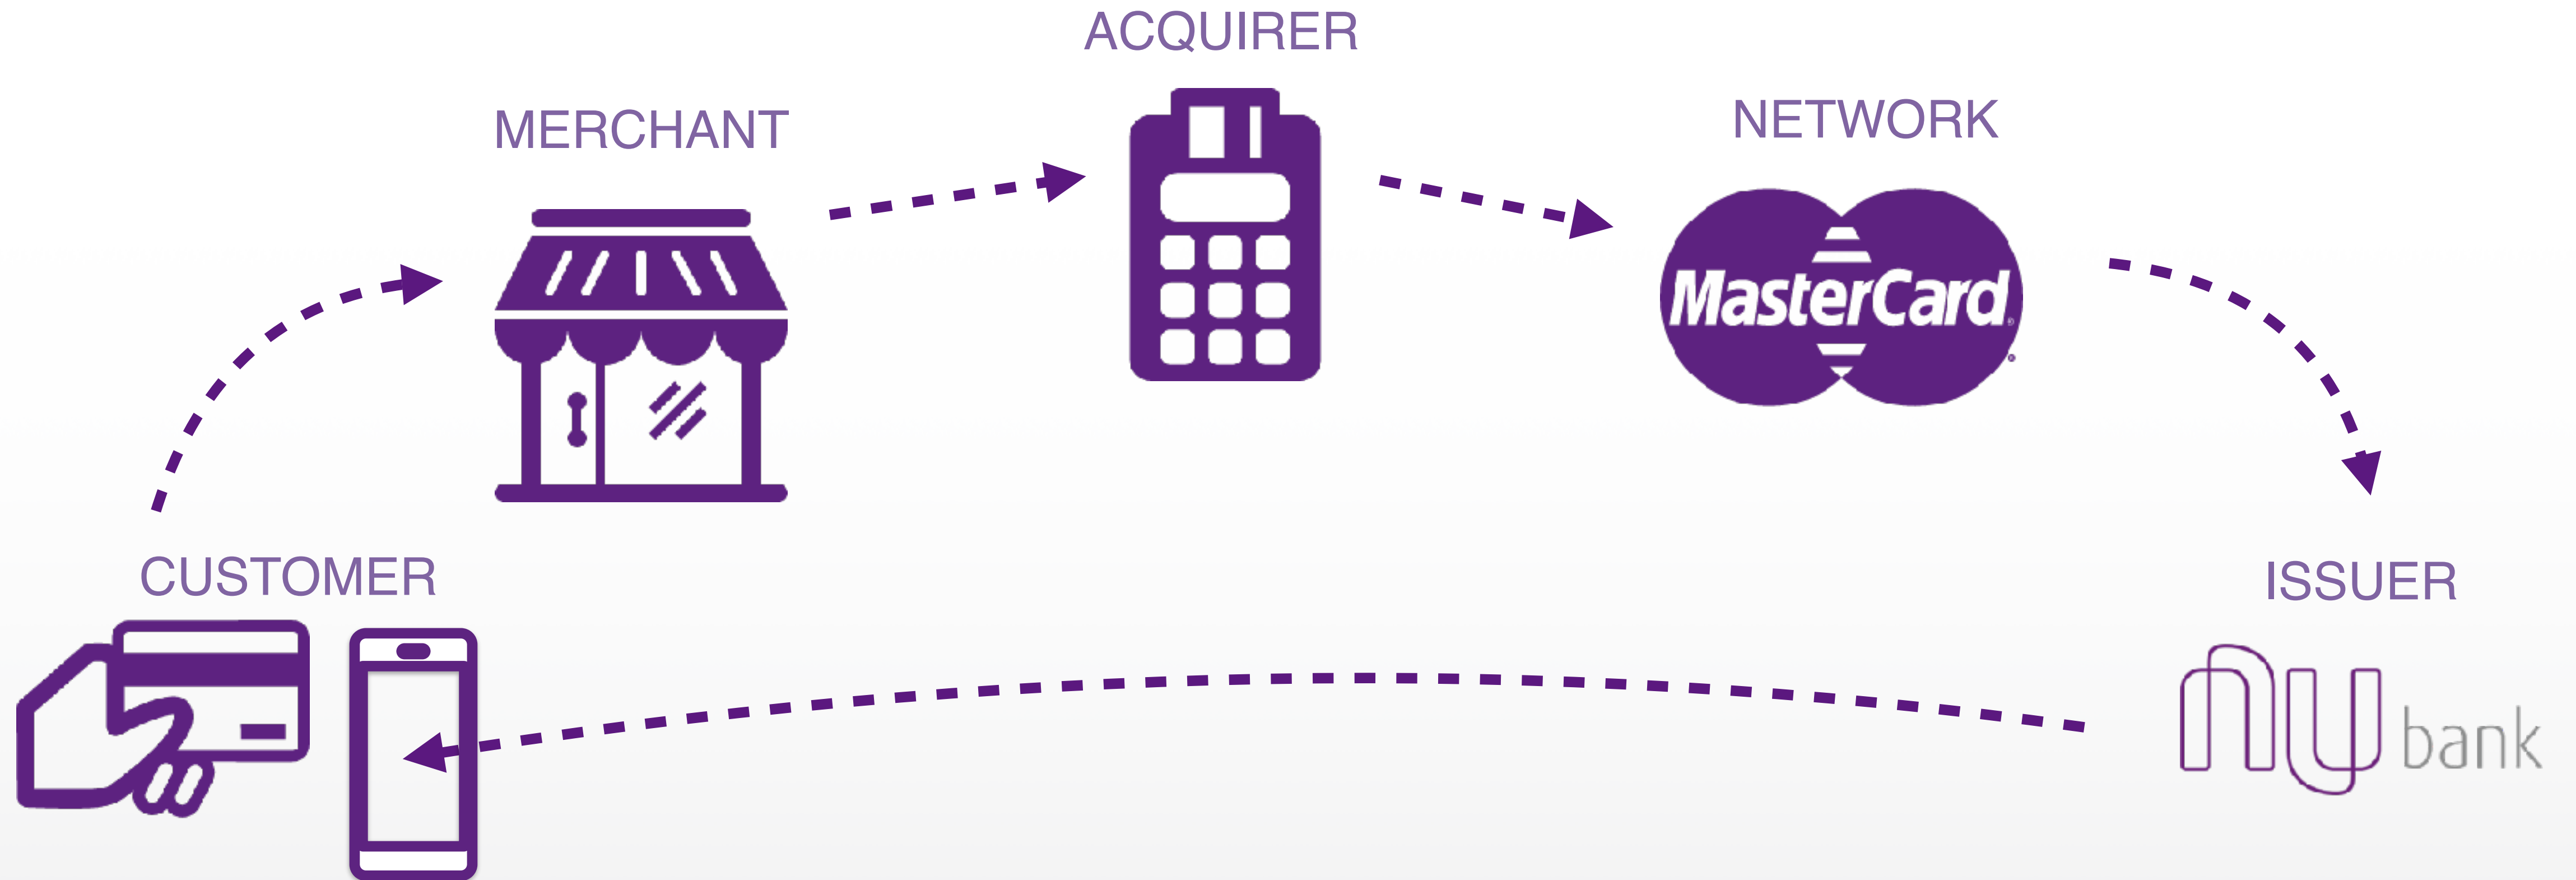 ACQUIRER
MERCHANT
NETWORK
MasterCard®
CUSTOMER
ISSUER
nu bank